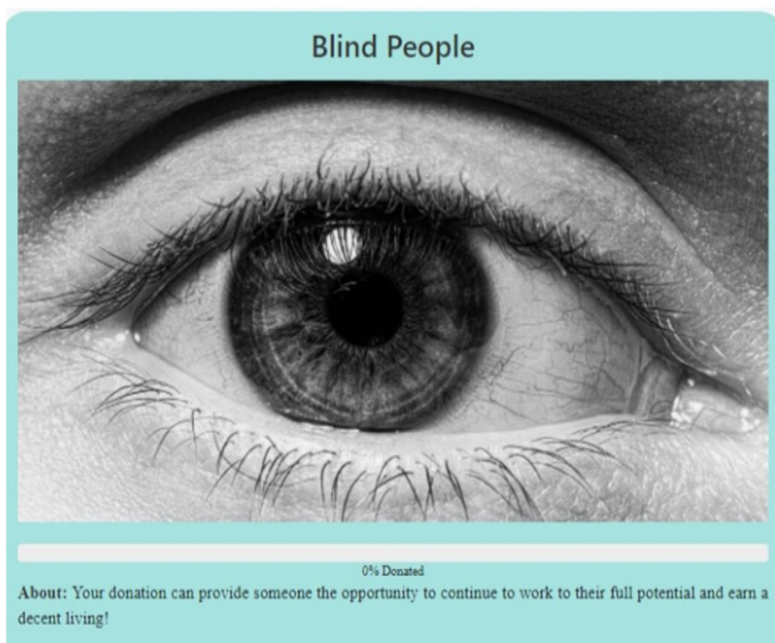 Blind People
0% Donated
About: Your donation can provide someone the opportunity to continue to work to their full potential and earn a
decent living!